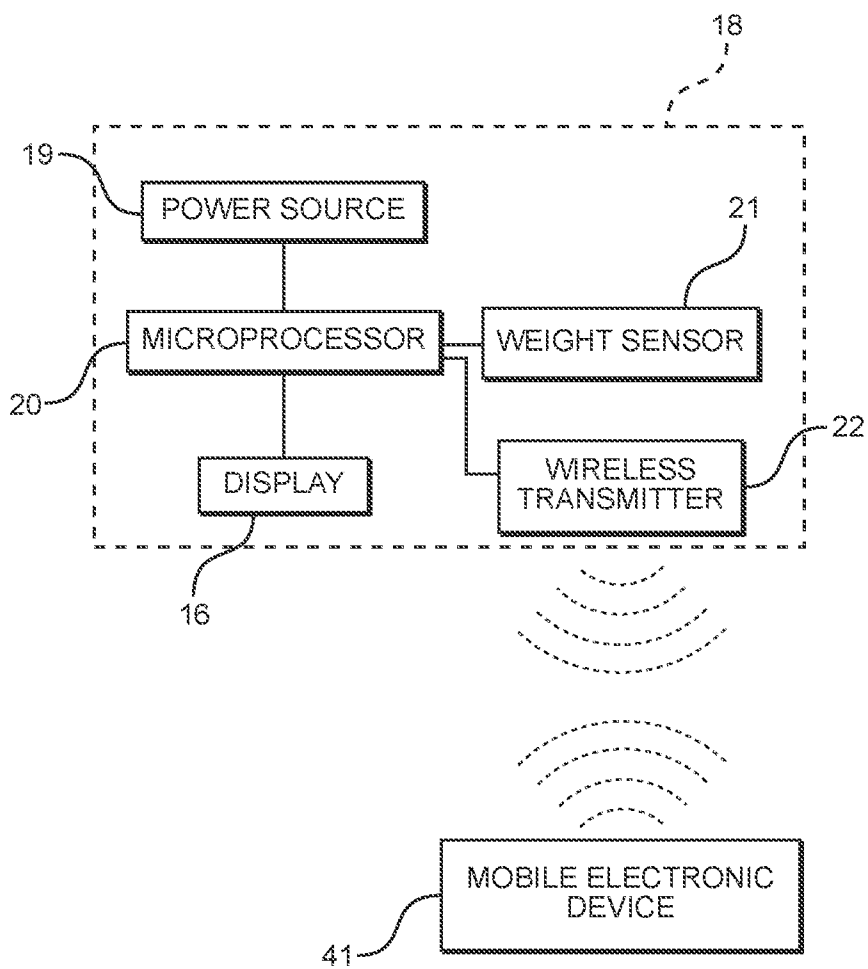 18
19
POWER SOURCE
21
MICROPROCESSOR
WEIGHT SENSOR
20
22
DISPLAY
WIRELESS
TRANSMITTER
16
MOBILE ELECTRONIC
DEVICE
41